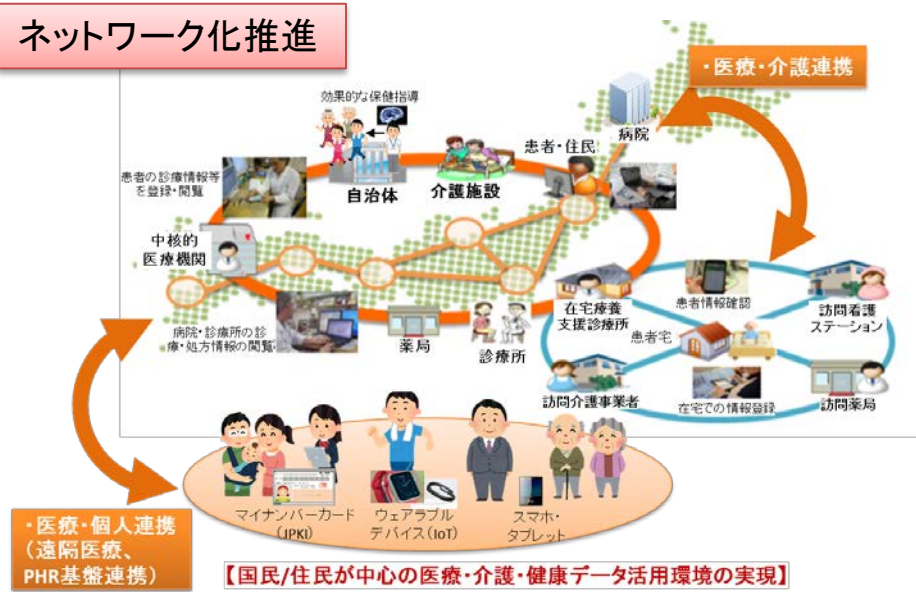 ネットワーク化推進
・医療・介護連携
効果的な保健指導
病院
患者・住民
患者の診療情報等
を登録・閲覧
自治体
介護施設
中核的
医療機関
在宅療養
支援診療所
患者情報確認
訪問看護
ステーション
病院・診療所の診
療・処方情報の閲覧
薬局
診療所
患者宅
訪問介護事業者
在宅での情報登録
訪問薬局
マイナンバーカード
(JPKI)
ウェアラブル
デバイス(IoT)
スマホ・
タブレット
・医療・個人連携
(遠隔医療、
PHR基盤連携)
【国民/住民が中心の医療・介護・健康データ活用環境の実現】